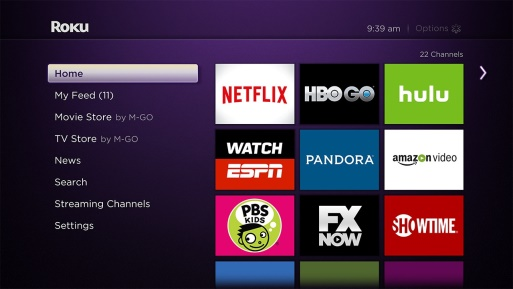 Roku
9:39 am | Options
22 Channels
Home
My Feed (11)
Movie Store by M-GO
TV Store by M-GO
News
Search
Streaming Channels
Settings
NETFLIX
HBO GO
hulu
WATCH
ESPN
PANDORA
amazon video
PBS
KIDS
FX
NOW
SHOWTIME